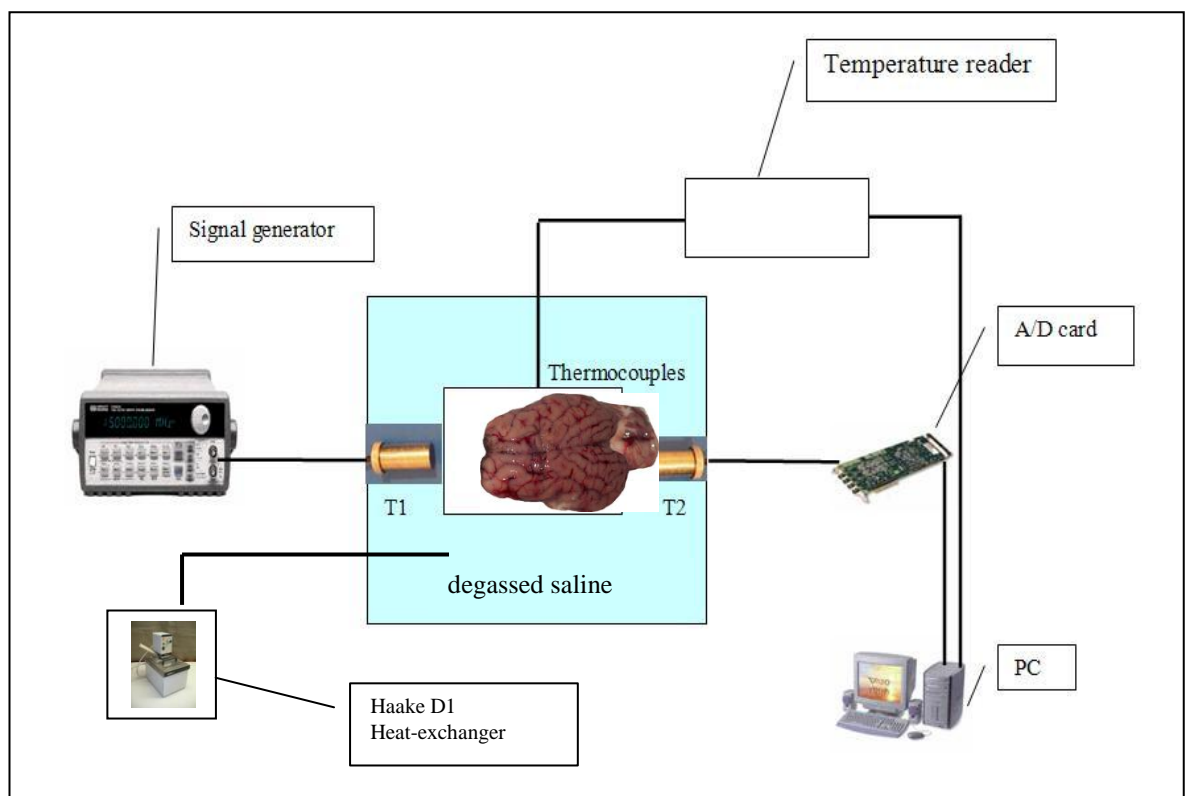 Temperature reader
Signal generator
A/D card
Thermocouples
T1
T2
degassed saline
PC
Haake D1
Heat-exchanger